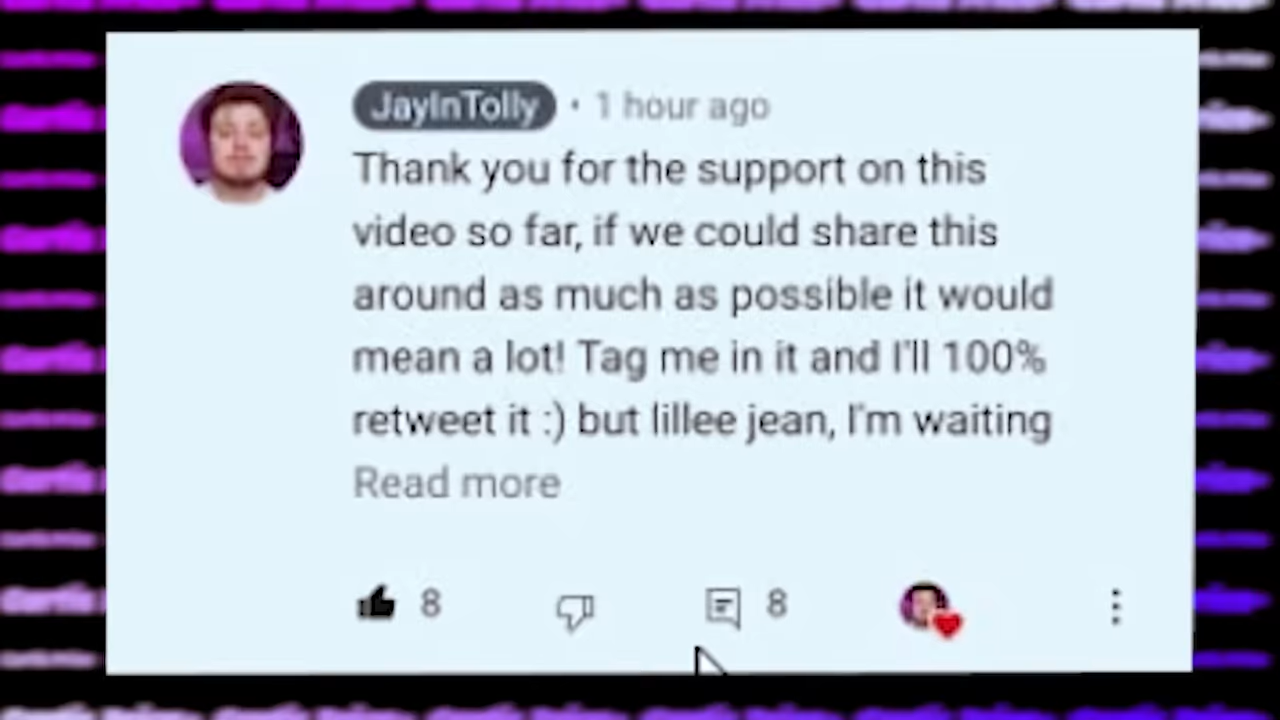 JayInTolly • 1 hour ago
Thank you for the support on this
video so far, if we could share this
around as much as possible it would
mean a lot! Tag me in it and I'll 100%
retweet it :) but lillee jean, I'm waiting
Read more
8 8